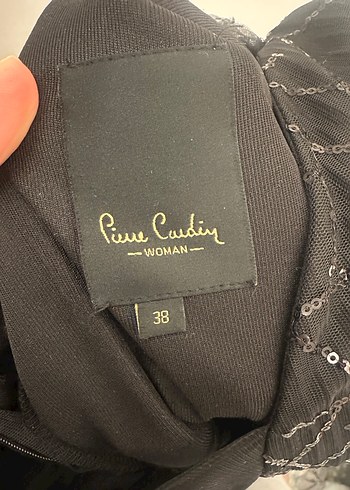 Pierre Cardin
— WOMAN —
38